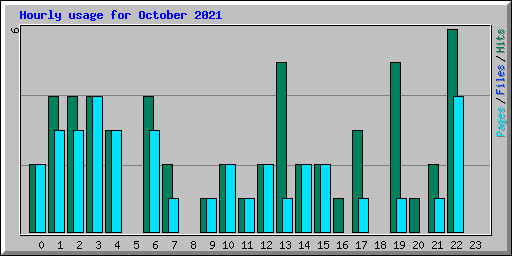 Hourly usage for October 2021
6
Pages / Files / Hits
0 1 2 3 4 5 6 7 8 9 10 11 12 13 14 15 16 17 18 19 20 21 22 23